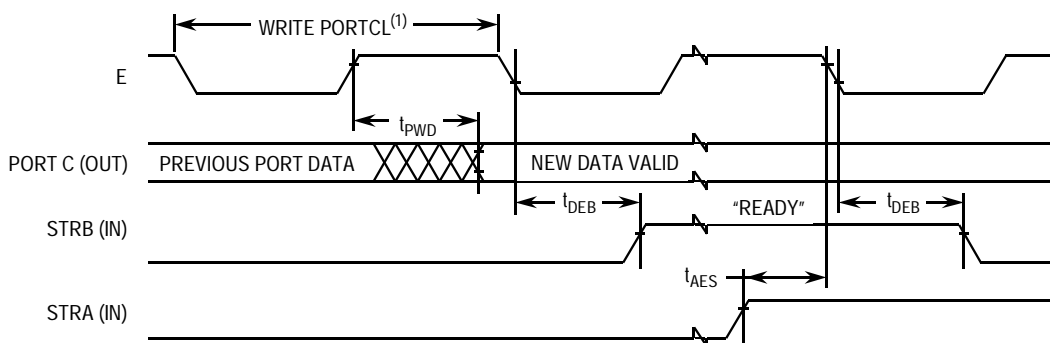 WRITE PORTCL(1)
E
tPWD
PORT C (OUT)
PREVIOUS PORT DATA
NEW DATA VALID
tDEB
"READY"
tDEB
STRB (IN)
tAES
STRA (IN)